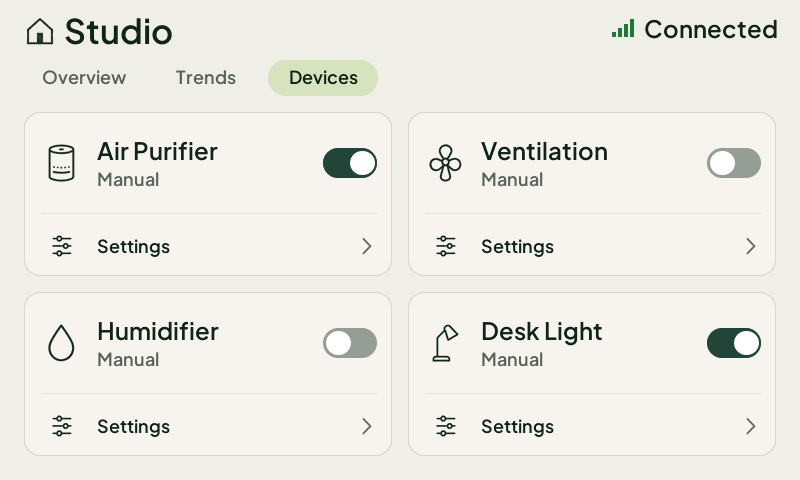 Studio
Connected
Overview
Trends
Devices
Air Purifier
Manual
Settings
Ventilation
Manual
Settings
Humidifier
Manual
Settings
Desk Light
Manual
Settings